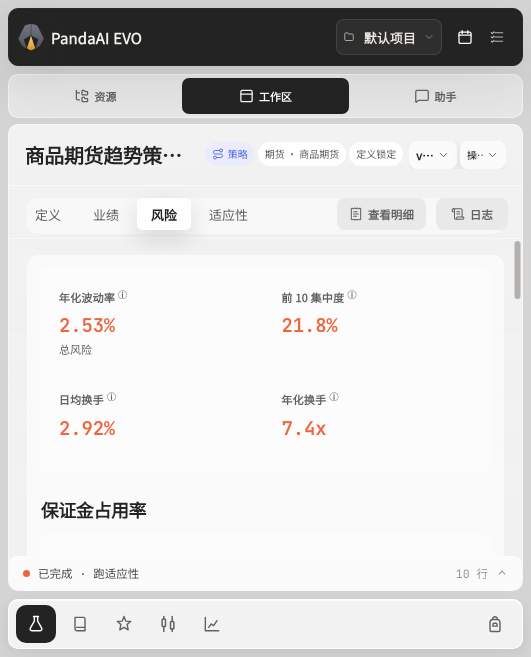 PandaAI EVO
默认项目
资源
工作区
助手
商品期货趋势策···
策略
期货 · 商品期货
定义锁定
v···
操··
定义
业绩
风险
适应性
查看明细
日志
年化波动率
前 10 集中度
2.53%
21.8%
总风险
日均换手
年化换手
2.92%
7.4x
保证金占用率
已完成 · 跑适应性
10 行